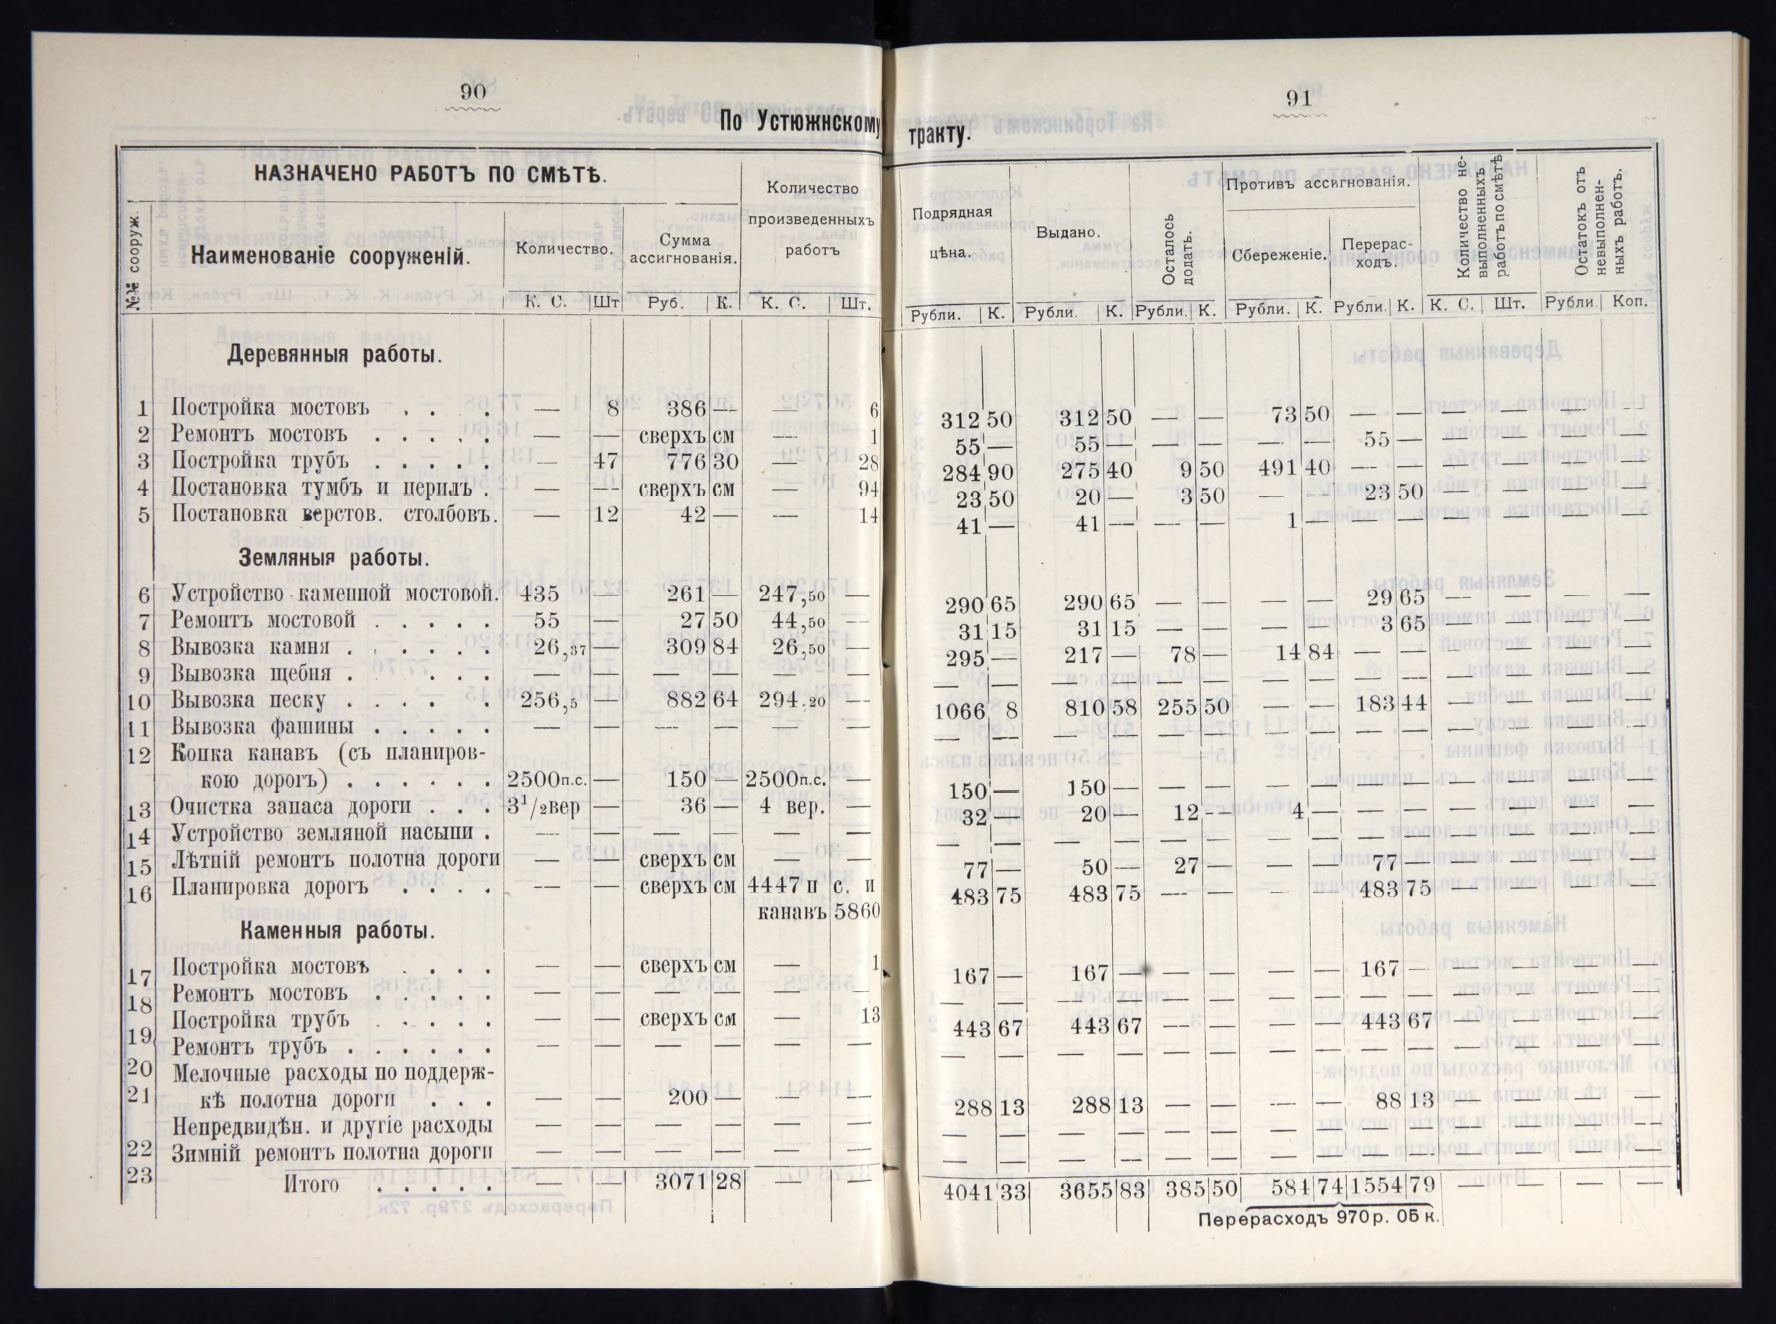 90
По Устюжнскому
НАЗНАЧЕНО РАБОТЪ ПО СМѢТѢ.
Количество произведенныхъ работъ
№№ сооруж.
Наименованіе сооруженій.
Количество.
Сумма ассигнованія.
К. С. Шт Руб. К. К. С. Шт.
Деревянныя работы.
1 Постройка мостовъ . . . — 8 386 — — 6
2 Ремонтъ мостовъ . . . . . — — сверхъ см — 1
3 Постройка трубъ . . . . . — 47 776 30 — 28
4 Постановка тумбъ и перилъ . — — сверхъ см — 94
5 Постановка верстов. столбовъ. — 12 42 — — 14
Земляныя работы.
6 Устройство каменной мостовой. 435 — 261 — 247,50 —
7 Ремонтъ мостовой . . . . . 55 — 27 50 44,50 —
8 Вывозка камня . . . . . . 26,37 — 309 84 26,50 —
9 Вывозка щебня . . . . — — — — — —
10 Вывозка песку . . . . . 256,5 — 882 64 294.20 —
11 Вывозка фашины . . . . . — — — — — —
12 Копка канавъ (съ планиров-
кою дорогъ) . . . . . . 2500п.с. — 150 — 2500п.с. —
13 Очистка запаса дороги . . . 3¹/2вер — 36 — 4 вер. —
14 Устройство земляной насыпи . — — — — — —
15 Лѣтній ремонтъ полотна дороги — — сверхъ см — —
16 Планировка дорогъ . . . . — — сверхъ см 4447 п с. и
канавъ 5860
Каменныя работы.
17 Постройка мостовъ . . . . — — сверхъ см — 1
18 Ремонтъ мостовъ . . . . . — — — — — —
19 Постройка трубъ . . . . . — — сверхъ см — 13
20 Ремонтъ трубъ . . . . . . — — — — — —
21 Мелочные расходы по поддерж-
кѣ полотна дороги . . . — — 200 — — —
22 Непредвидѣн. и другіе расходы — — — — — —
23 Зимній ремонтъ полотна дороги — — — — — —
Итого . . . . . — — 3071 28 — —
91
тракту.
Подрядная цѣна.
Выдано.
Осталось додать.
Противъ ассигнованія.
Сбереженіе.
Перерас-
ходъ.
Количество не-
выполненныхъ
работъ по смѣтѣ
Остатокъ отъ
невыполнен-
ныхъ работъ.
Рубли. К. Рубли. К. Рубли. К. Рубли. К. Рубли. К. К. С. Шт. Рубли. Коп.
312 50 312 50 — — 73 50 — — — — — —
55 — 55 — — — — — 55 — — — — —
284 90 275 40 9 50 491 40 — — — — — —
23 50 20 — 3 50 — — 23 50 — — — —
41 — 41 — — — 1 — — — — — — —
290 65 290 65 — — — — 29 65 — — — —
31 15 31 15 — — — — 3 65 — — — —
295 — 217 — 78 — 14 84 — — — — — —
— — — — — — — — — — — — — —
1066 8 810 58 255 50 — — 183 44 — — — —
— — — — — — — — — — — — — —
150 — 150 — — — — — — — — — —
32 — 20 — 12 — 4 — — — — — — —
— — — — — — — — — — — — — —
77 — 50 — 27 — — — 77 — — — — —
483 75 483 75 — — — — 483 75 — — — —
167 — 167 — — — — — 167 — — — — —
— — — — — — — — — — — — — —
443 67 443 67 — — — — 443 67 — — — —
— — — — — — — — — — — — — —
288 13 288 13 — — — — 88 13 — — — —
— — — — — — — — — — — — — —
— — — — — — — — — — — — — —
4041 33 3655 83 385 50 584 74 1554 79 — — — —
Перерасходъ 970 р. 05 к.